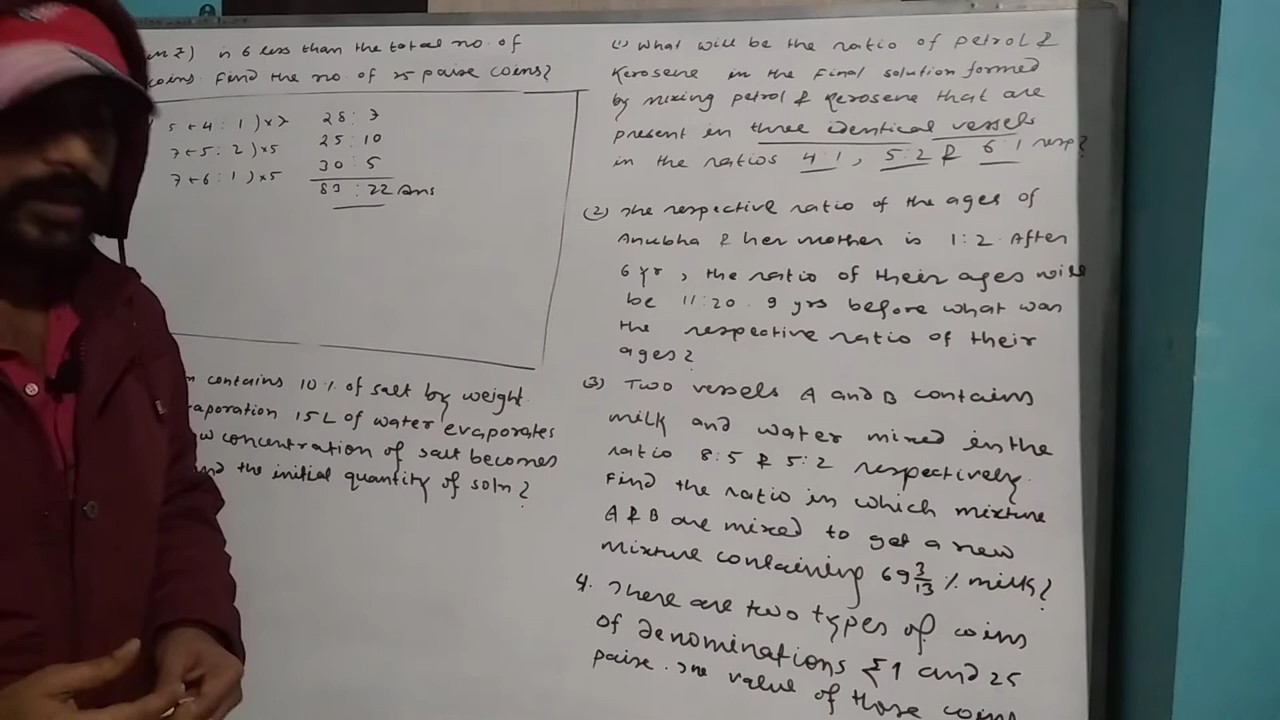 in ₹) is 6 less than the total no. of
coins. Find the no. of 25 paise coins?
5 ← 4 : 1 ) × 7 28 : 7
7 ← 5 : 2 ) × 5 25 : 10
7 ← 6 : 1 ) × 5 30 : 5
83 : 22 Ans
contains 10 % of salt by weight.
aporation 15 L of water evaporates
w concentration of salt becomes
nd the initial quantity of soln?
(1) What will be the ratio of petrol &
Kerosene in the Final solution formed
by mixing petrol & kerosene that are
present in three identical vessels
in the ratios 4:1, 5:2 & 6:1 resp?
(2) The respective ratio of the ages of
Anubha & her mother is 1:2. After
6 yr, the ratio of their ages will
be 11:20. 9 yrs before what was
the respective ratio of their
ages?
(3) Two vessels A and B contains
milk and water mixed in the
ratio 8:5 & 5:2 respectively.
Find the ratio in which mixture
A & B are mixed to get a new
mixture containing 69 3/13 % milk?
4. There are two types of coins
of denominations ₹1 and 25
paise. The value of those coins